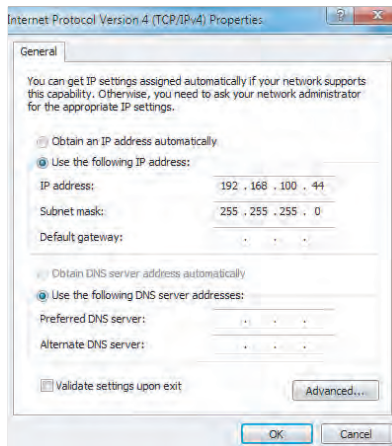 Internet Protocol Version 4 (TCP/IPv4) Properties
General
You can get IP settings assigned automatically if your network supports
this capability. Otherwise, you need to ask your network administrator
for the appropriate IP settings.
Obtain an IP address automatically
Use the following IP address:
IP address: 192 . 168 . 100 . 44
Subnet mask: 255 . 255 . 255 . 0
Default gateway: . . .
Obtain DNS server address automatically
Use the following DNS server addresses:
Preferred DNS server: . . .
Alternate DNS server: . . .
Validate settings upon exit
Advanced...
OK Cancel